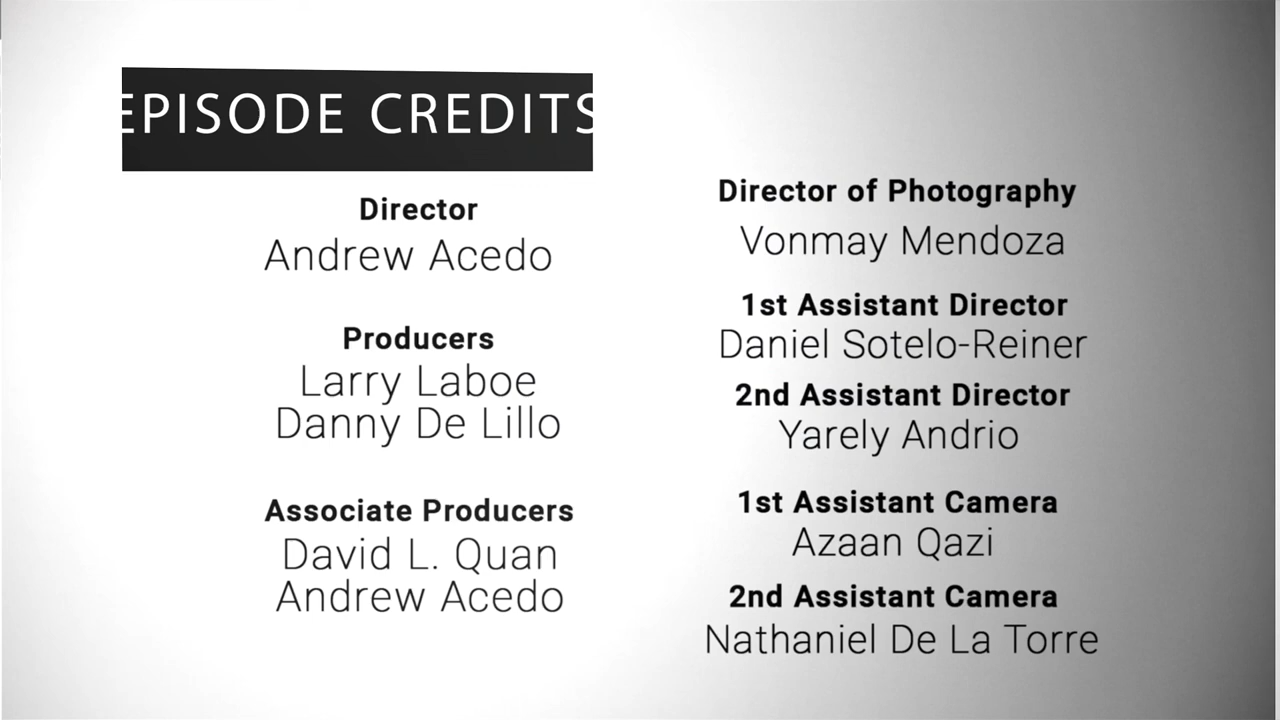 EPISODE CREDITS
Director
Andrew Acedo
Producers
Larry Laboe
Danny De Lillo
Associate Producers
David L. Quan
Andrew Acedo
Director of Photography
Vonmay Mendoza
1st Assistant Director
Daniel Sotelo-Reiner
2nd Assistant Director
Yarely Andrio
1st Assistant Camera
Azaan Qazi
2nd Assistant Camera
Nathaniel De La Torre